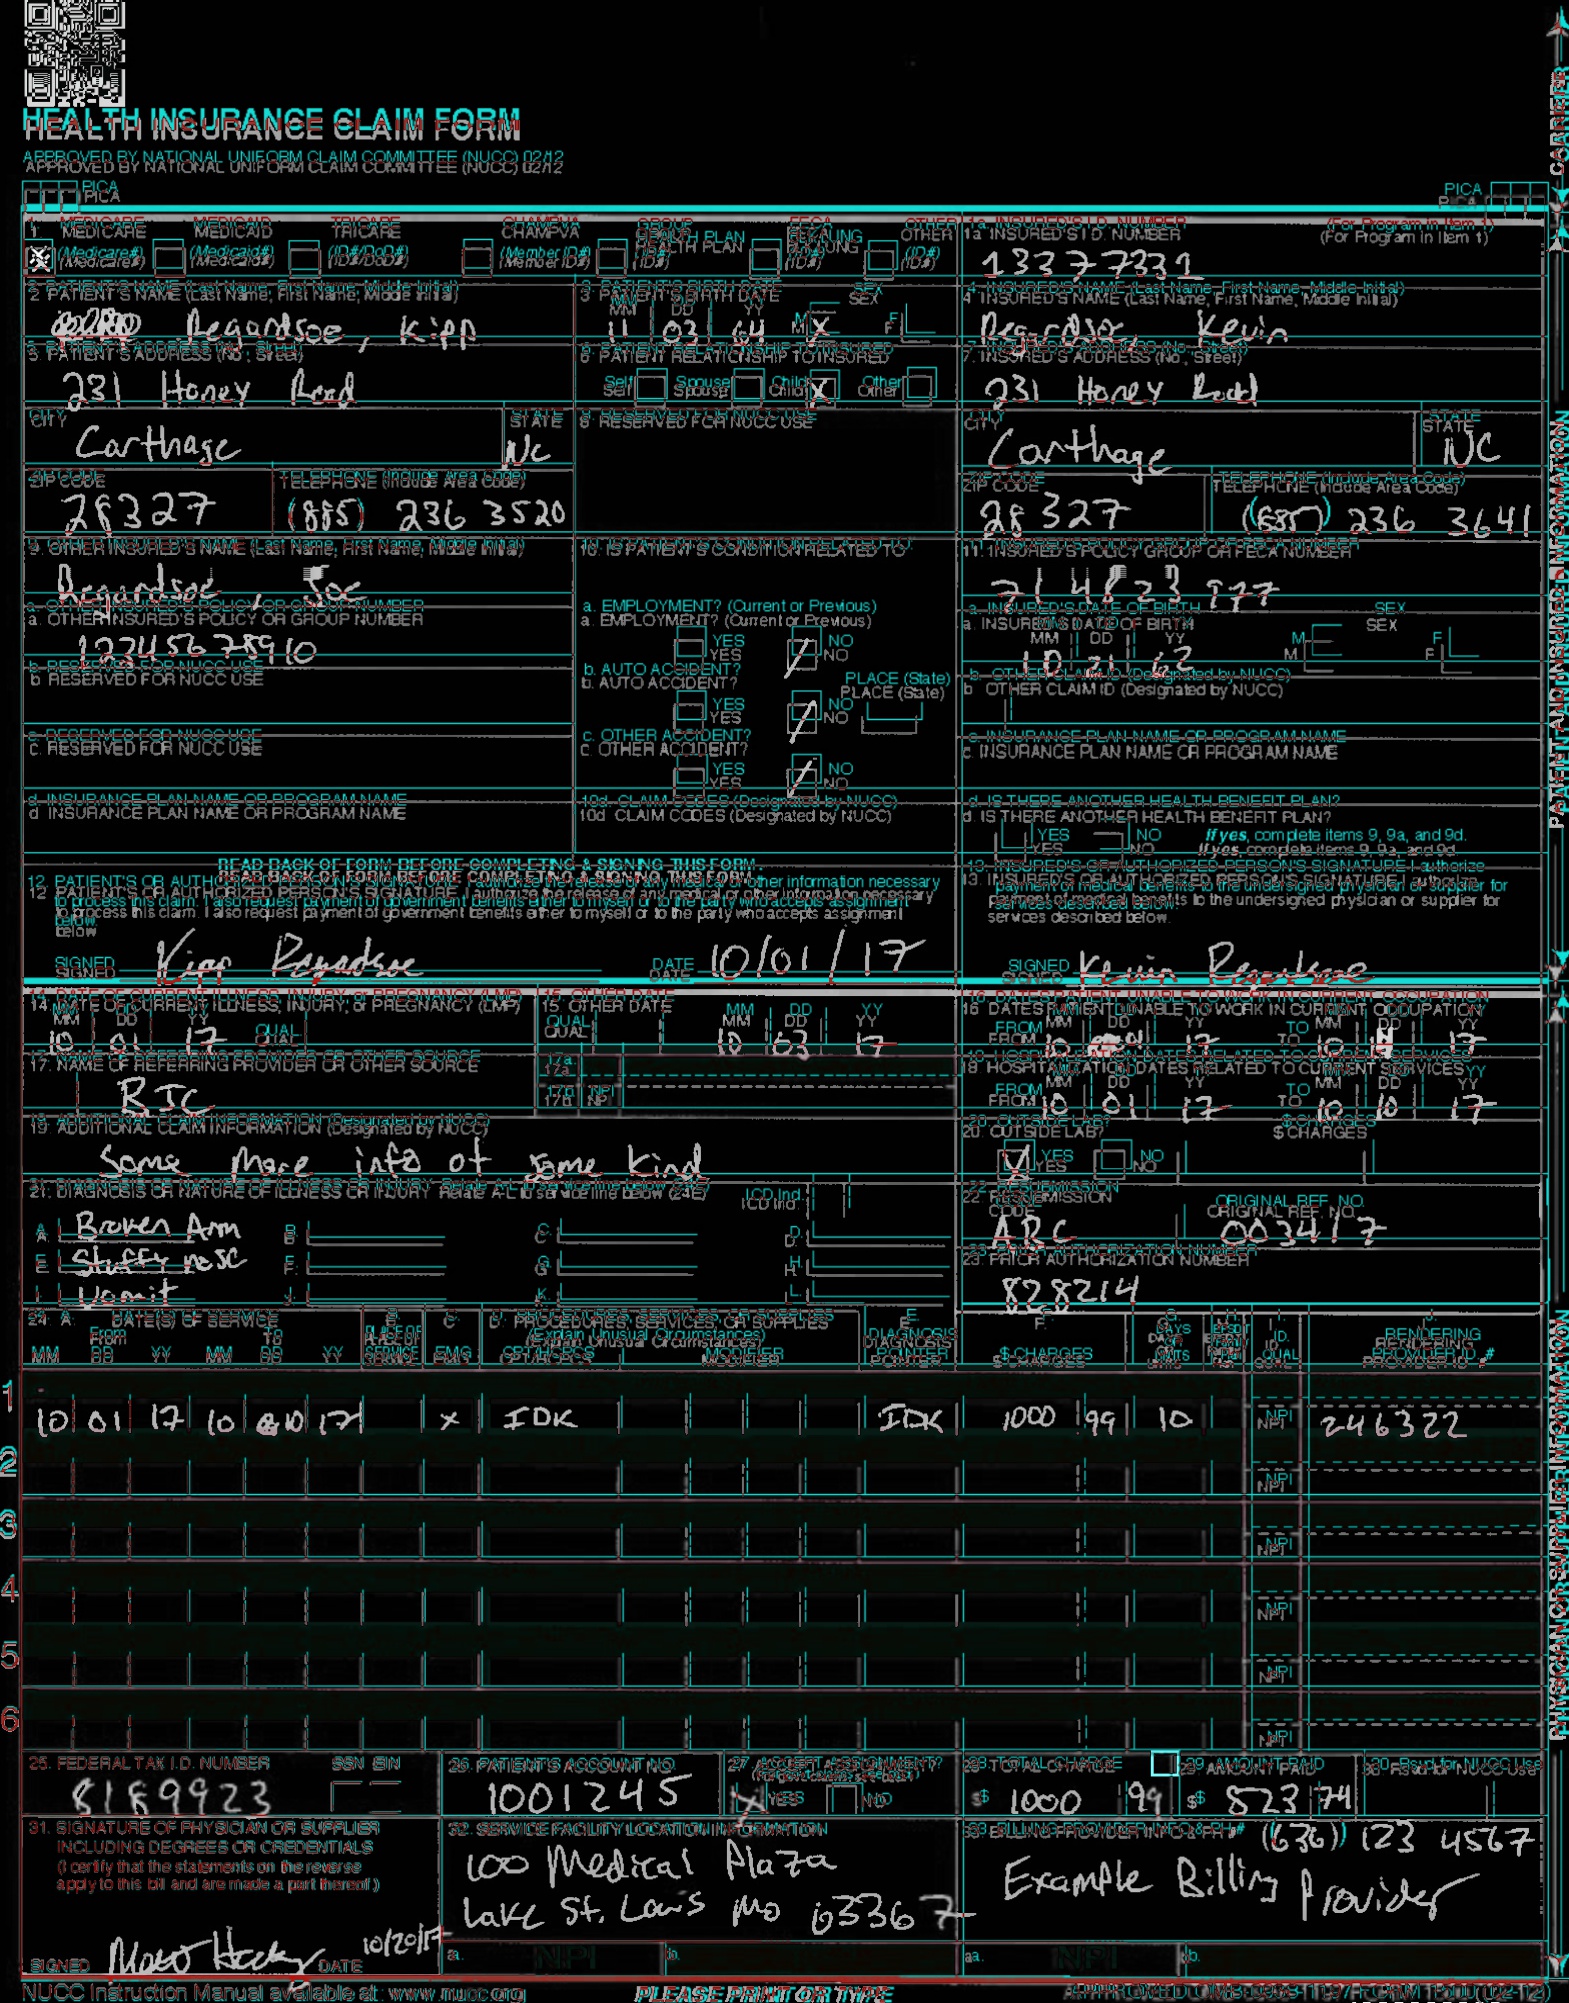 HEALTH INSURANCE CLAIM FORM
APPROVED BY NATIONAL UNIFORM CLAIM COMMITTEE (NUCC) 02/12
PICA PICA
1. MEDICARE MEDICAID TRICARE CHAMPVA GROUP HEALTH PLAN FECA OTHER
(Medicare#) (Medicaid#) (ID#/DoD#) (Member ID#) (ID#) (ID#) (ID#)
1a. INSURED'S I.D. NUMBER (For Program in Item 1)
13377331
2. PATIENT'S NAME (Last Name, First Name, Middle Initial)
Regardsoe, Kipp
3. PATIENT'S BIRTH DATE SEX
MM DD YY
11 03 64 M X F
4. INSURED'S NAME (Last Name, First Name, Middle Initial)
Regardsoe, Kevin
5. PATIENT'S ADDRESS (No., Street)
231 Honey Road
6. PATIENT RELATIONSHIP TO INSURED
Self Spouse Child X Other
7. INSURED'S ADDRESS (No., Street)
231 Honey Road
CITY STATE
Carthage NC
8. RESERVED FOR NUCC USE
CITY STATE
Carthage NC
ZIP CODE TELEPHONE (Include Area Code)
28327 (885) 236 3520
ZIP CODE TELEPHONE (Include Area Code)
28327 236 3641
9. OTHER INSURED'S NAME (Last Name, First Name, Middle Initial)
Regardsoe, Joe
10. IS PATIENT'S CONDITION RELATED TO:
11. INSURED'S POLICY GROUP OR FECA NUMBER
714823
a. OTHER INSURED'S POLICY OR GROUP NUMBER
12345678910
a. EMPLOYMENT? (Current or Previous)
YES NO
a. INSURED'S DATE OF BIRTH SEX
MM DD YY M F
10 21 62
b. RESERVED FOR NUCC USE
b. AUTO ACCIDENT? PLACE (State)
YES NO
b. OTHER CLAIM ID (Designated by NUCC)
c. RESERVED FOR NUCC USE
c. OTHER ACCIDENT?
YES NO
c. INSURANCE PLAN NAME OR PROGRAM NAME
d. INSURANCE PLAN NAME OR PROGRAM NAME
10d. CLAIM CODES (Designated by NUCC)
d. IS THERE ANOTHER HEALTH BENEFIT PLAN?
YES NO If yes, complete items 9, 9a, and 9d.
READ BACK OF FORM BEFORE COMPLETING & SIGNING THIS FORM.
12. PATIENT'S OR AUTHORIZED PERSON'S SIGNATURE I authorize the release of any medical or other information necessary
to process this claim. I also request payment of government benefits either to myself or to the party who accepts assignment
below.
SIGNED Kipp Regardsoe DATE 10/01/17
13. INSURED'S OR AUTHORIZED PERSON'S SIGNATURE I authorize
payment of medical benefits to the undersigned physician or supplier for
services described below.
SIGNED Kevin Regardsoe
14. DATE OF CURRENT ILLNESS, INJURY, or PREGNANCY (LMP)
MM DD YY
10 01 17 QUAL.
15. OTHER DATE
QUAL. MM DD YY
10 03 17
16. DATES PATIENT UNABLE TO WORK IN CURRENT OCCUPATION
MM DD YY MM DD YY
FROM 10 01 17 TO 10 17
17. NAME OF REFERRING PROVIDER OR OTHER SOURCE
BJC
17a.
17b. NPI
18. HOSPITALIZATION DATES RELATED TO CURRENT SERVICES
MM DD YY MM DD YY
FROM 10 01 17 TO 10 10 17
19. ADDITIONAL CLAIM INFORMATION (Designated by NUCC)
Some more info of some kind
20. OUTSIDE LAB? $ CHARGES
YES NO
21. DIAGNOSIS OR NATURE OF ILLNESS OR INJURY Relate A-L to service line below (24E) ICD Ind.
A. Broken Arm B. C. D.
E. Stuffy nose F. G. H.
I. Vomit J. K. L.
22. RESUBMISSION CODE ORIGINAL REF. NO.
ABC 003417
23. PRIOR AUTHORIZATION NUMBER
828214
24. A. DATE(S) OF SERVICE
From To
MM DD YY MM DD YY
B. PLACE OF SERVICE
C. EMG
D. PROCEDURES, SERVICES, OR SUPPLIES
(Explain Unusual Circumstances)
CPT/HCPCS MODIFIER
E. DIAGNOSIS POINTER
F. $ CHARGES
G. DAYS OR UNITS
I. ID. QUAL.
J. RENDERING PROVIDER ID. #
1
10 01 17 10 10 17 X IDK IDK 1000 99 10 NPI 246322
2 NPI
3 NPI
4 NPI
5 NPI
6 NPI
25. FEDERAL TAX I.D. NUMBER SSN EIN
8189923
26. PATIENT'S ACCOUNT NO.
1001245
27. ACCEPT ASSIGNMENT?
X YES NO
28. TOTAL CHARGE
$ 1000 99
29. AMOUNT PAID
$ 523 74
30. Rsvd for NUCC Use
31. SIGNATURE OF PHYSICIAN OR SUPPLIER
INCLUDING DEGREES OR CREDENTIALS
(I certify that the statements on the reverse
apply to this bill and are made a part thereof.)
SIGNED DATE 10/20/17
32. SERVICE FACILITY LOCATION INFORMATION
100 Medical Plaza
Lake St. Louis MO 63367
a. NPI b.
33. BILLING PROVIDER INFO & PH # (636) 123 4567
Example Billing Provider
a. NPI b.
NUCC Instruction Manual available at: www.nucc.org
PLEASE PRINT OR TYPE
CARRIER
PATIENT AND INSURED INFORMATION
PHYSICIAN OR SUPPLIER INFORMATION